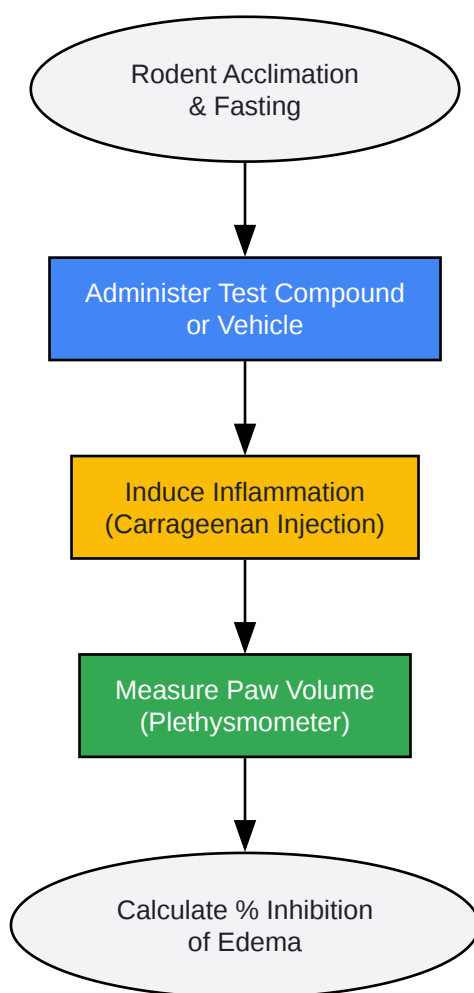 Rodent Acclimation
& Fasting
Administer Test Compound
or Vehicle
Induce Inflammation
(Carrageenan Injection)
Measure Paw Volume
(Plethysmometer)
Calculate % Inhibition
of Edema